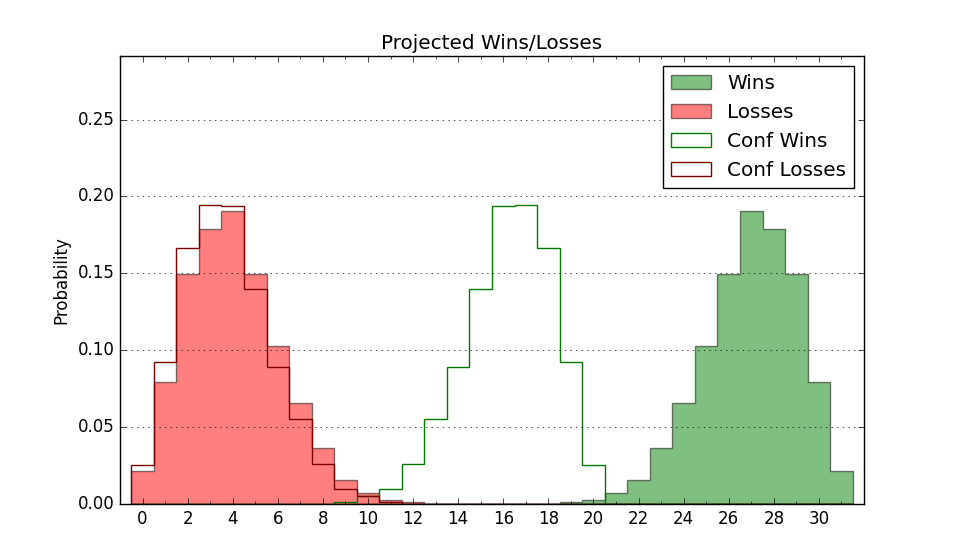 Projected Wins/Losses
Wins
Losses
Conf Wins
Conf Losses
Probability
0.25
0.20
0.15
0.10
0.05
0.00
0 2 4 6 8 10 12 14 16 18 20 22 24 26 28 30